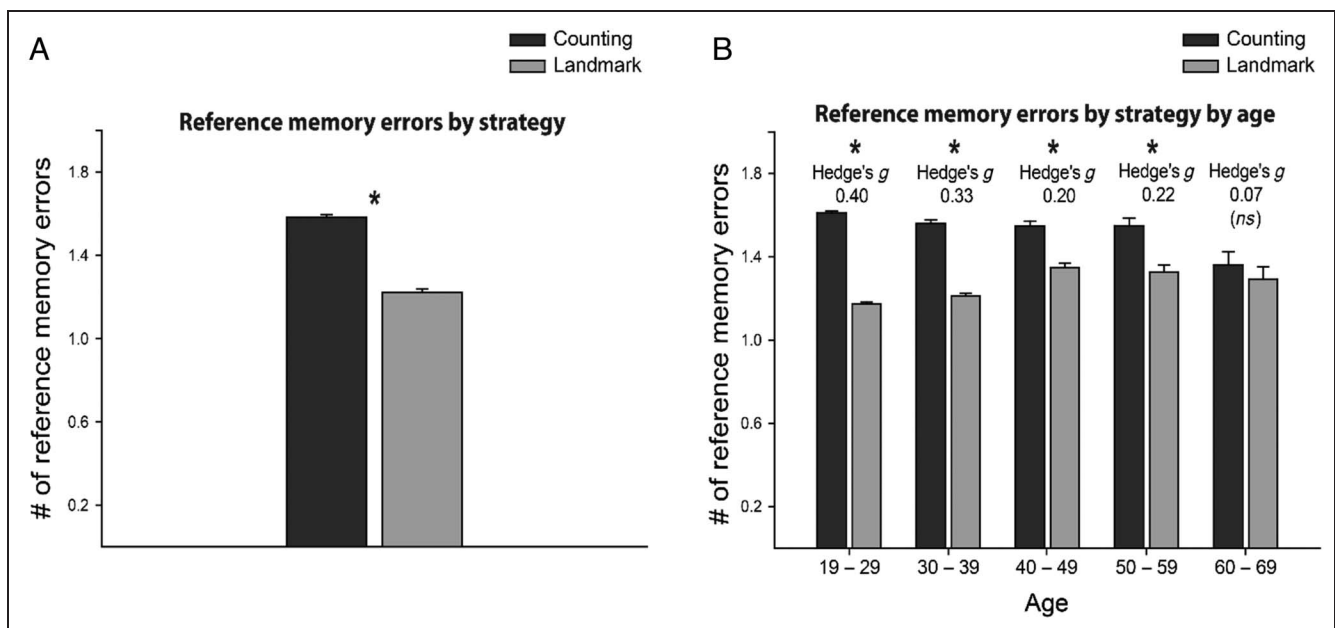 A
Counting
Landmark
Reference memory errors by strategy
# of reference memory errors
1.8
1.4
1.0
0.6
0.2
*
B
Counting
Landmark
Reference memory errors by strategy by age
# of reference memory errors
1.8
1.4
1.0
0.6
0.2
* * * *
Hedge's g Hedge's g Hedge's g Hedge's g Hedge's g
0.40 0.33 0.20 0.22 0.07
(ns)
19 – 29 30 – 39 40 – 49 50 – 59 60 – 69
Age